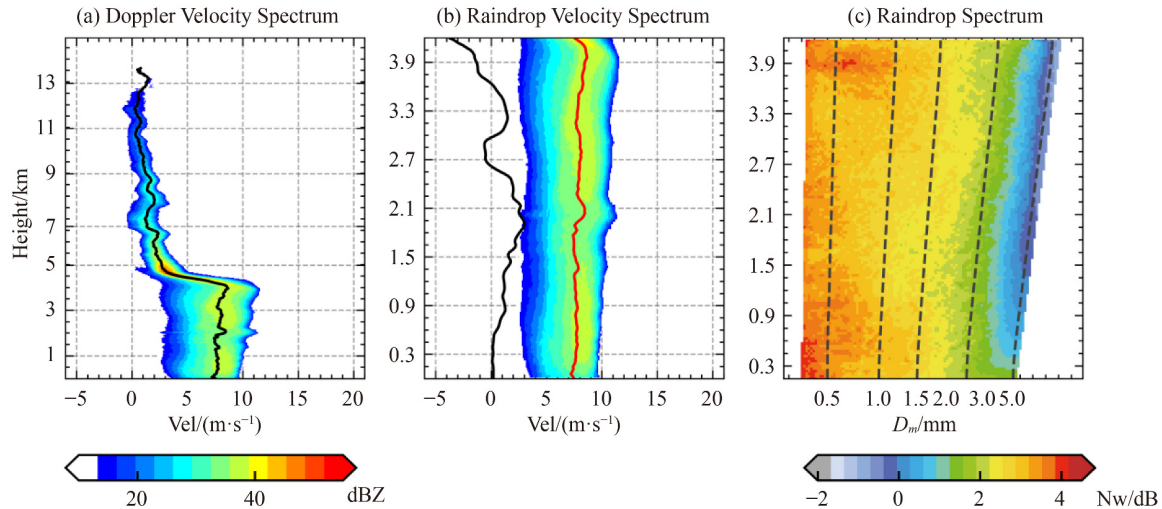 (a) Doppler Velocity Spectrum
(b) Raindrop Velocity Spectrum
(c) Raindrop Spectrum
Height/km
13
11
9
7
5
3
1
−5 0 5 10 15 20
Vel/(m·s⁻¹)
3.9
3.3
2.7
2.1
1.5
0.9
0.3
−5 0 5 10 15 20
Vel/(m·s⁻¹)
3.9
3.3
2.7
2.1
1.5
0.9
0.3
0.5 1.0 1.5 2.0 3.0 5.0
Dm/mm
20 40 dBZ
−2 0 2 4 Nw/dB